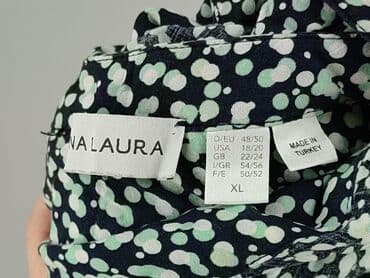 NALAURA
D/EU 48/50
USA 18/20
GB 22/24
I/GR 54/56
F/E 50/52
XL
MADE IN
TURKEY